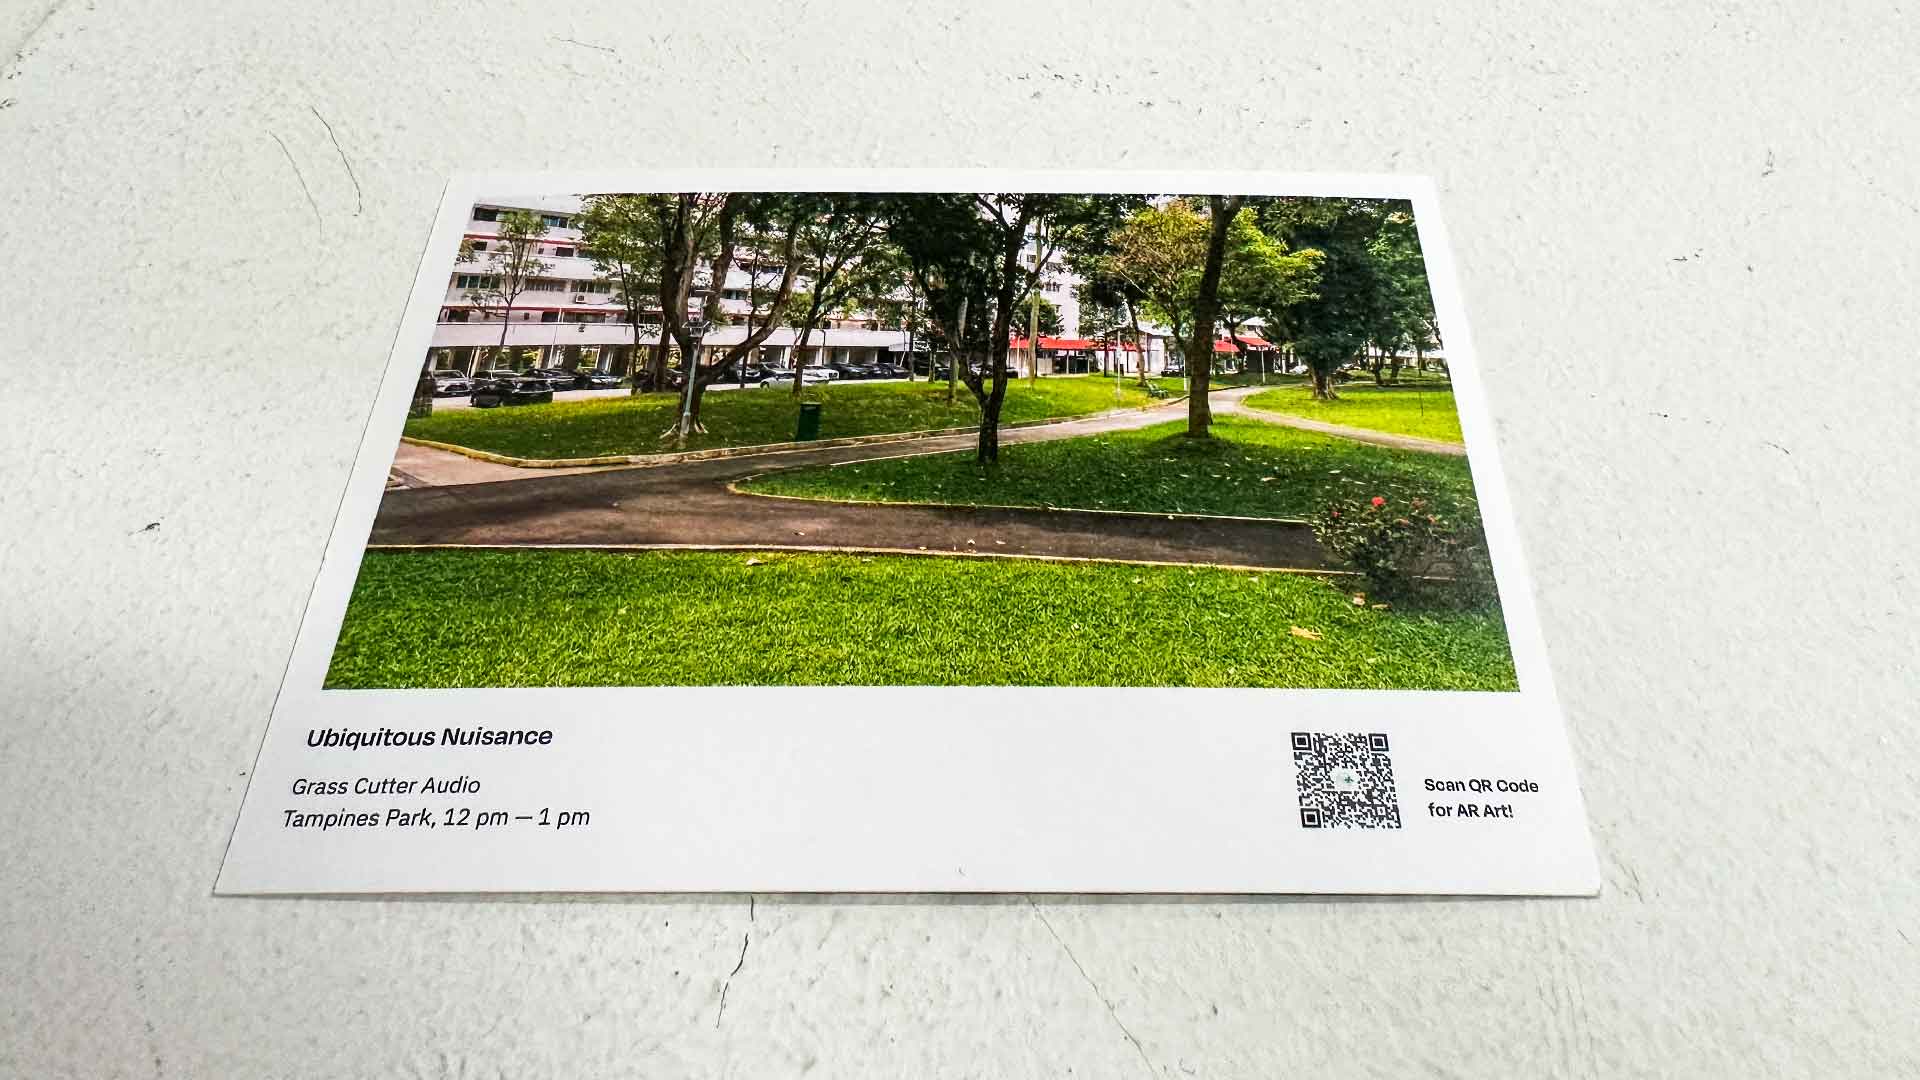 Ubiquitous Nuisance
Grass Cutter Audio
Tampines Park, 12 pm — 1 pm
Scan QR Code
for AR Art!